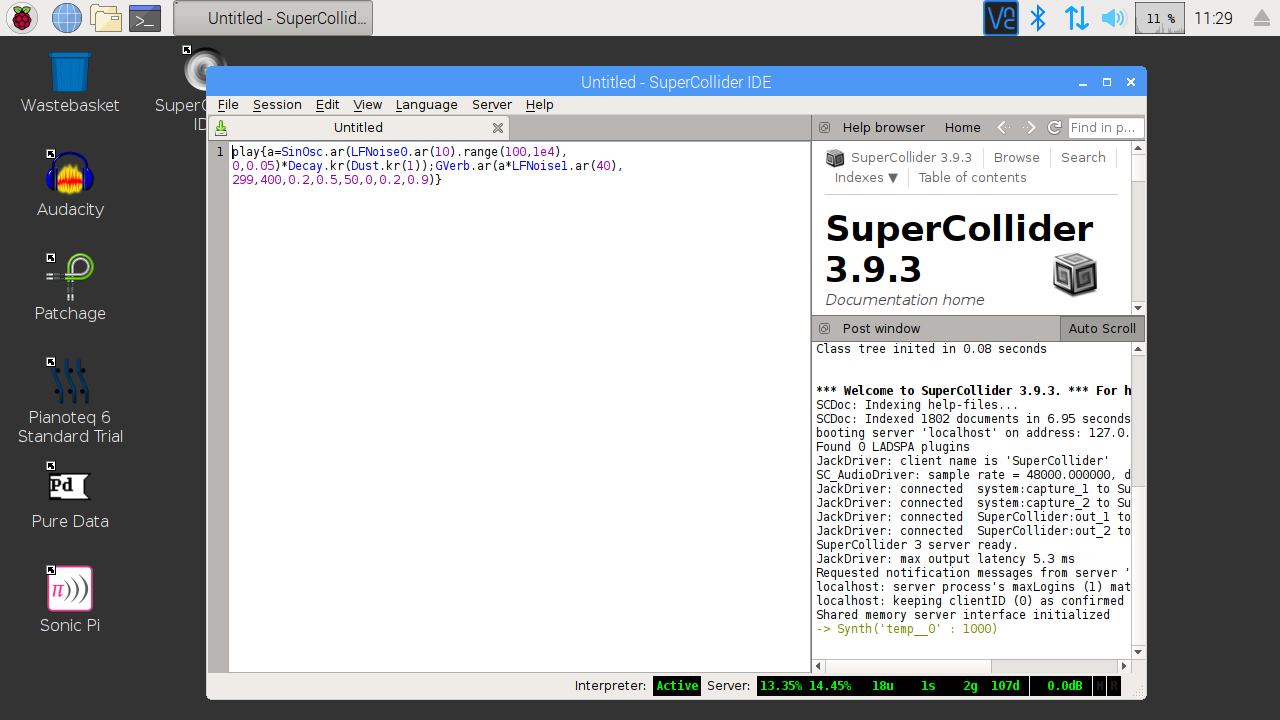 Untitled - SuperCollid...
11 %
11:29
Wastebasket
Audacity
Patchage
Pianoteq 6
Standard Trial
Pd
Pure Data
π)))
Sonic Pi
Untitled - SuperCollider IDE
File Session Edit View Language Server Help
Untitled
1 play{a=SinOsc.ar(LFNoise0.ar(10).range(100,1e4),
0,0.05)*Decay.kr(Dust.kr(1));GVerb.ar(a*LFNoise1.ar(40),
299,400,0.2,0.5,50,0,0.2,0.9)}
Help browser Home Find in p...
SuperCollider 3.9.3 Browse Search
Indexes ▼ Table of contents
SuperCollider
3.9.3
Documentation home
Post window Auto Scroll
Class tree inited in 0.08 seconds
*** Welcome to SuperCollider 3.9.3. *** For h
SCDoc: Indexing help-files...
SCDoc: Indexed 1802 documents in 6.95 seconds
booting server 'localhost' on address: 127.0.
Found 0 LADSPA plugins
JackDriver: client name is 'SuperCollider'
SC_AudioDriver: sample rate = 48000.000000, d
JackDriver: connected  system:capture_1 to Su
JackDriver: connected  system:capture_2 to Su
JackDriver: connected  SuperCollider:out_1 to
JackDriver: connected  SuperCollider:out_2 to
SuperCollider 3 server ready.
JackDriver: max output latency 5.3 ms
Requested notification messages from server '
localhost: server process's maxLogins (1) mat
localhost: keeping clientID (0) as confirmed
Shared memory server interface initialized
-> Synth('temp__0' : 1000)
Interpreter: Active Server: 13.35% 14.45% 18u 1s 2g 107d 0.0dB M R